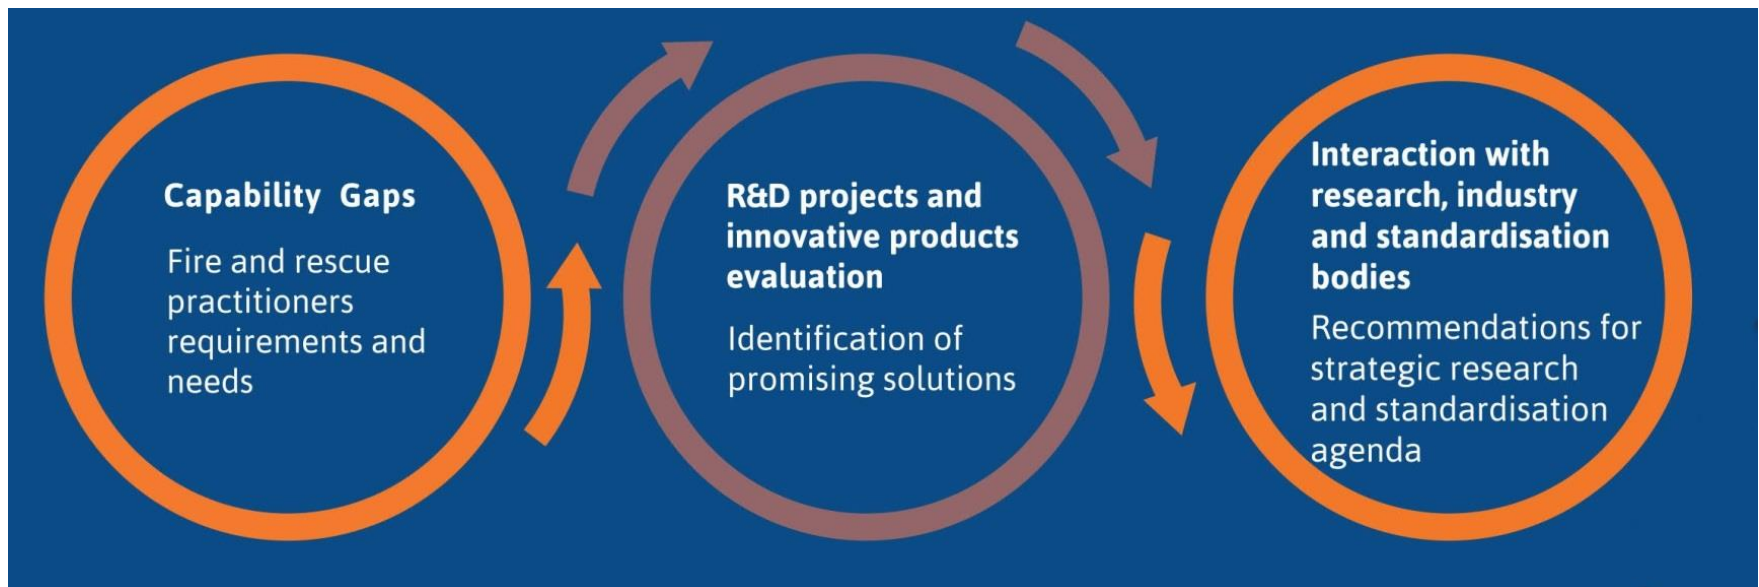 Capability Gaps
Fire and rescue
practitioners
requirements and
needs
R&D projects and
innovative products
evaluation
Identification of
promising solutions
Interaction with
research, industry
and standardisation
bodies
Recommendations for
strategic research
and standardisation
agenda